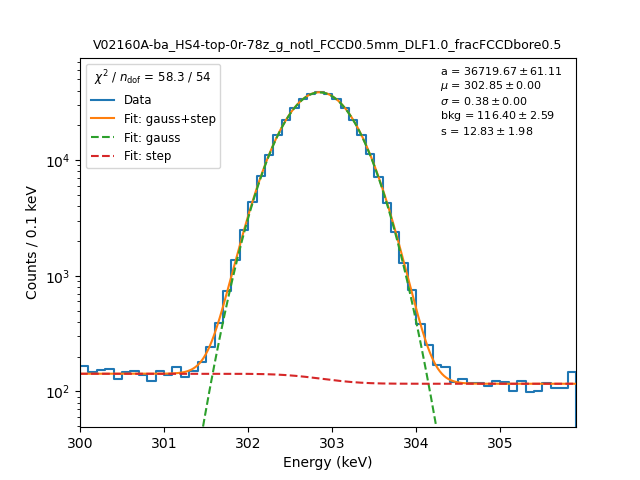 V02160A-ba_HS4-top-0r-78z_g_notl_FCCD0.5mm_DLF1.0_fracFCCDbore0.5
χ² / n_dof = 58.3 / 54
Data
Fit: gauss+step
Fit: gauss
Fit: step
a = 36719.67 ± 61.11
μ = 302.85 ± 0.00
σ = 0.38 ± 0.00
bkg = 116.40 ± 2.59
s = 12.83 ± 1.98
Counts / 0.1 keV
10⁴
10³
10²
300 301 302 303 304 305
Energy (keV)